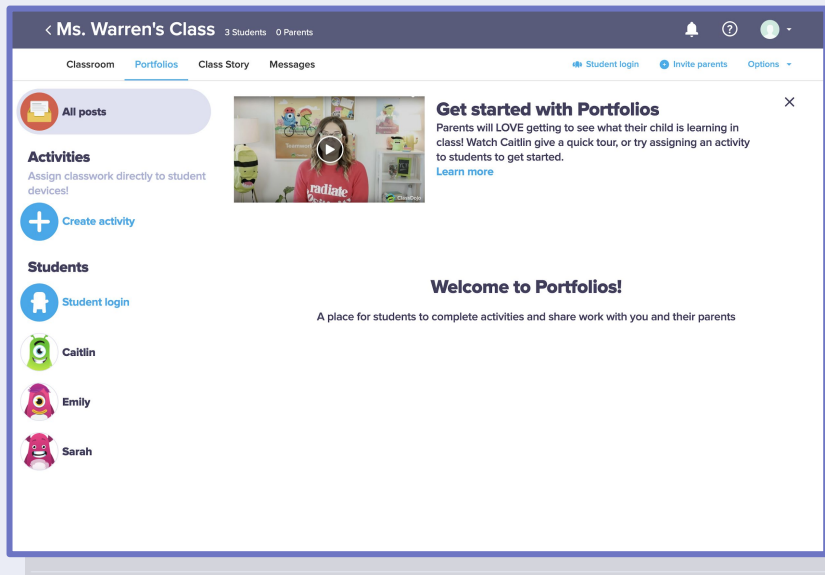 Ms. Warren's Class 3 Students 0 Parents
Classroom Portfolios Class Story Messages
Student login Invite parents Options
All posts
Activities
Assign classwork directly to student
devices!
Create activity
Students
Student login
Caitlin
Emily
Sarah
Teamwork
radiate
ClassDojo
Get started with Portfolios
Parents will LOVE getting to see what their child is learning in
class! Watch Caitlin give a quick tour, or try assigning an activity
to students to get started.
Learn more
Welcome to Portfolios!
A place for students to complete activities and share work with you and their parents